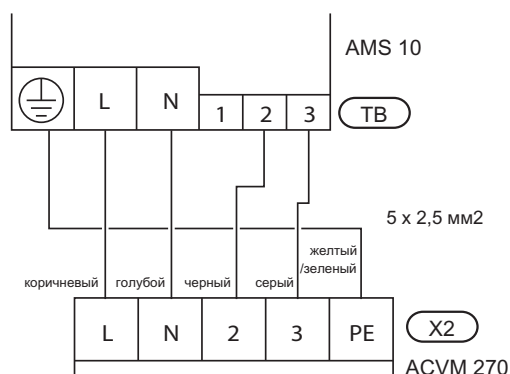 AMS 10
L N 1 2 3 TB
5 x 2,5 мм2
желтый
/зеленый
коричневый голубой черный серый
L N 2 3 PE X2
ACVM 270